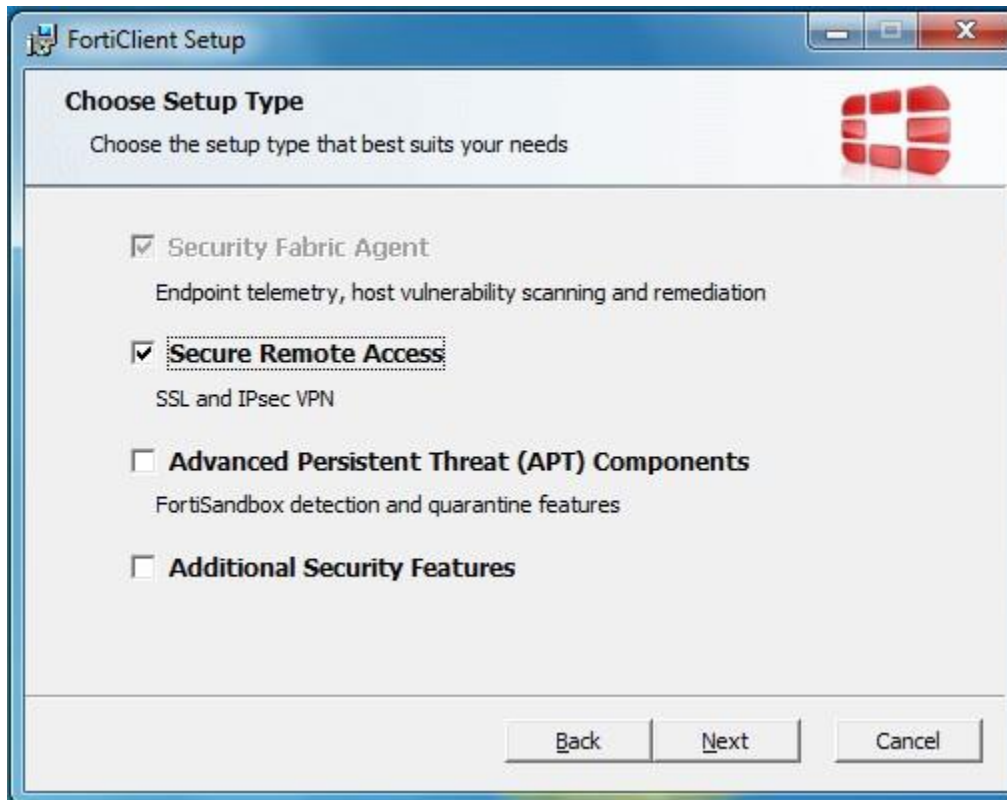 FortiClient Setup
Choose Setup Type
Choose the setup type that best suits your needs
Security Fabric Agent
Endpoint telemetry, host vulnerability scanning and remediation
Secure Remote Access
SSL and IPsec VPN
Advanced Persistent Threat (APT) Components
FortiSandbox detection and quarantine features
Additional Security Features
Back Next Cancel